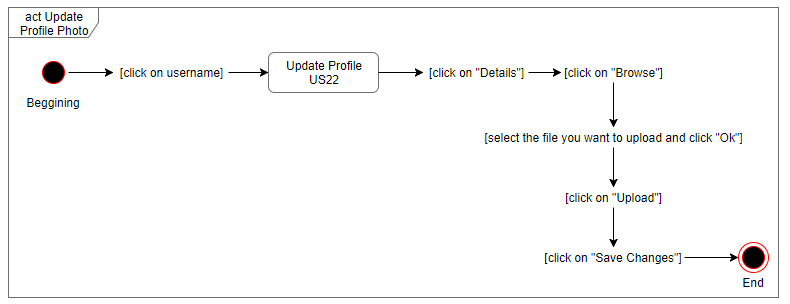 act Update
Profile Photo
Beggining
[click on username]
Update Profile
US22
[click on "Details"]
[click on "Browse"]
[select the file you want to upload and click "Ok"]
[click on "Upload"]
[click on "Save Changes"]
End